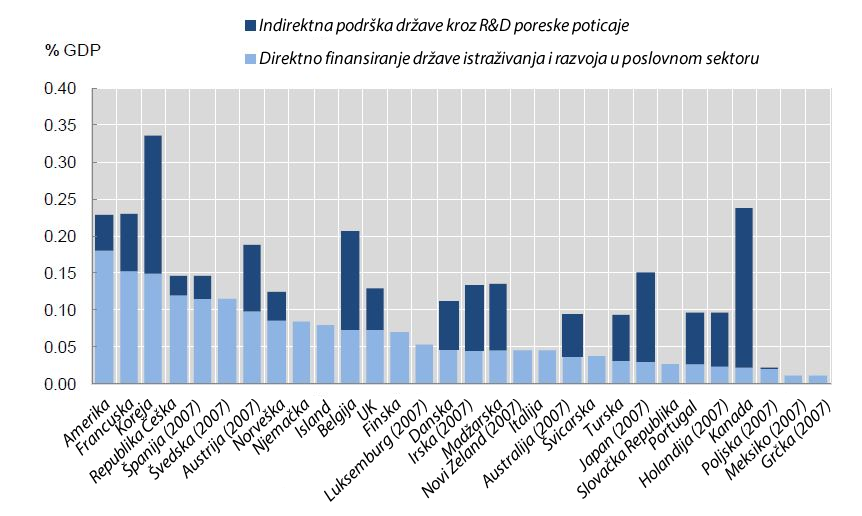 Indirektna podrška države kroz R&D poreske poticaje
% GDP
Direktno finansiranje države istraživanja i razvoja u poslovnom sektoru
0.40
0.35
0.30
0.25
0.20
0.15
0.10
0.05
0.00
Amerika
Francuska
Koreja
Republika Češka
Španija (2007)
Švedska (2007)
Austrija (2007)
Norveška
Njemačka
Island
Belgija
UK
Finska
Luksemburg (2007)
Danska
Irska (2007)
Madžarska
Novi Zeland (2007)
Italija
Australija (2007)
Švicarska
Turska
Japan (2007)
Slovačka Republika
Portugal
Holandija (2007)
Kanada
Poljska (2007)
Meksiko (2007)
Grčka (2007)